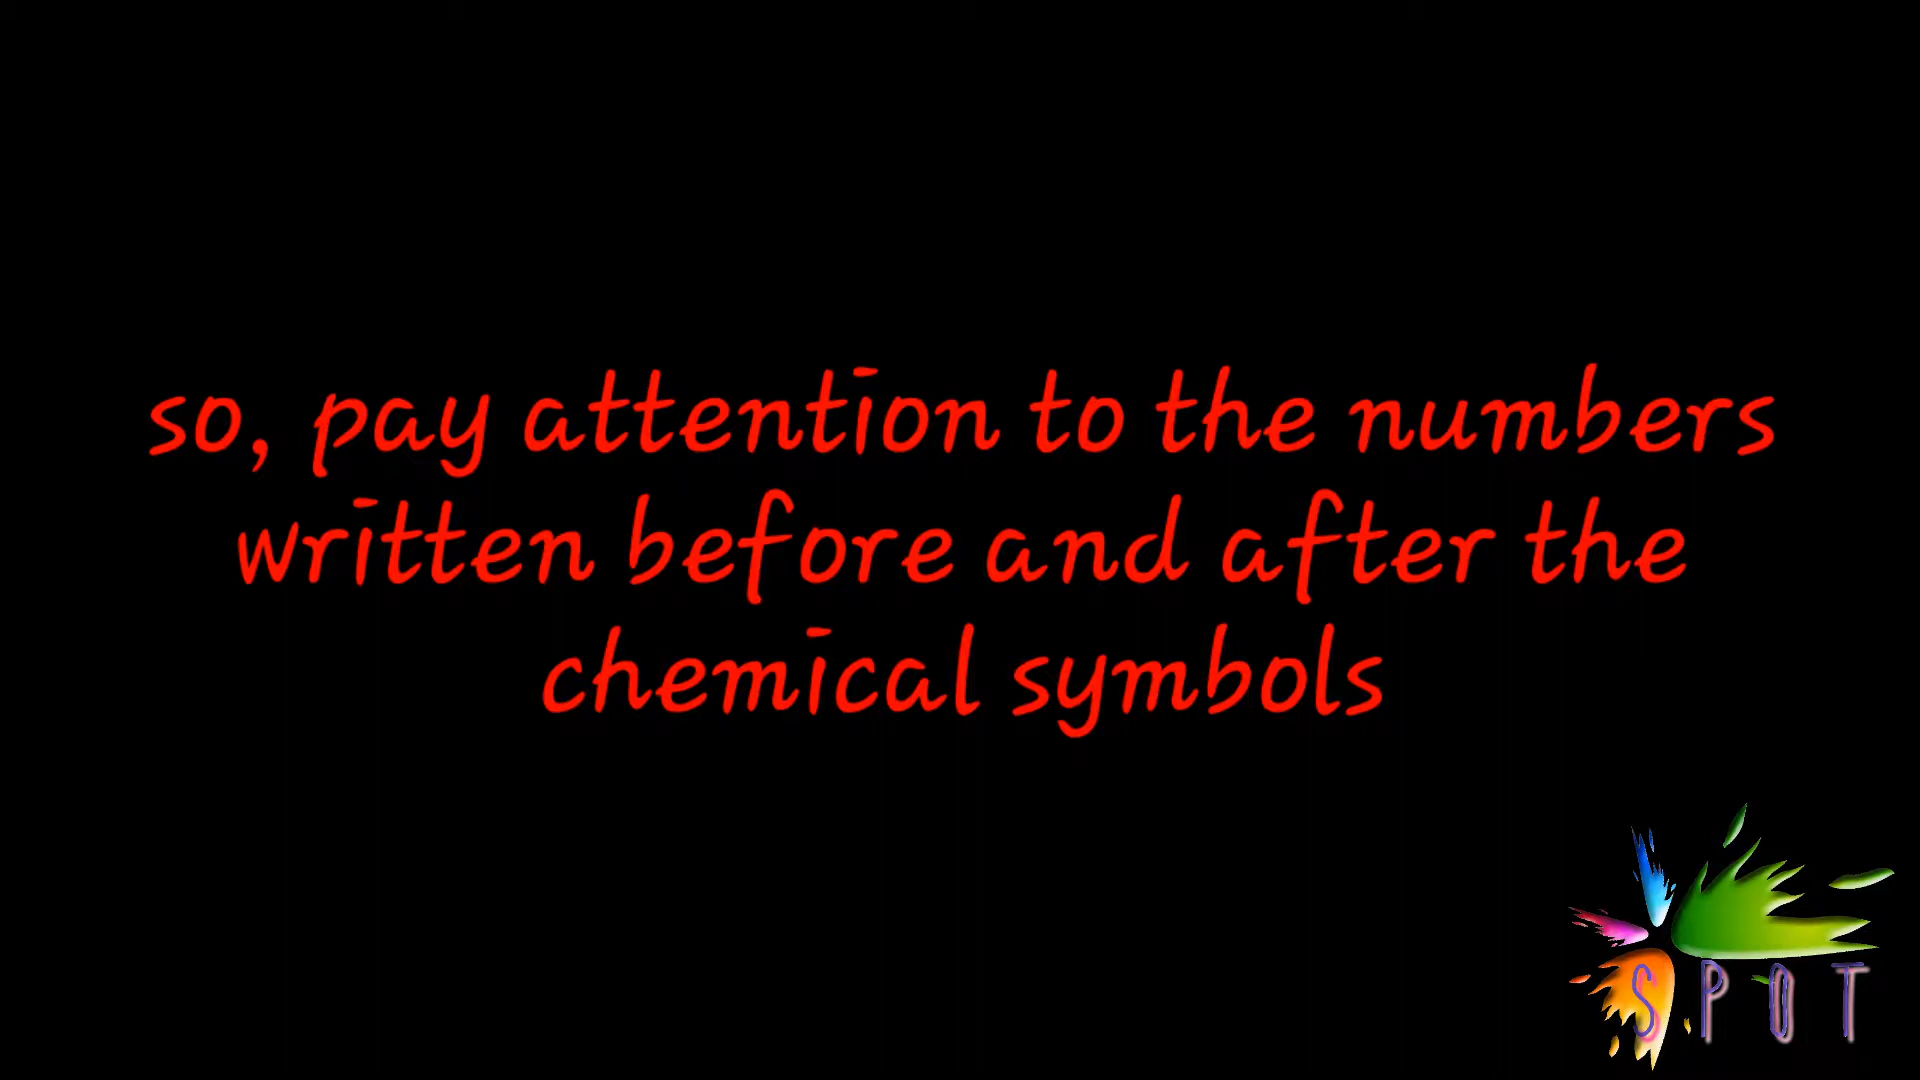 so, pay attention to the numbers
written before and after the
chemical symbols
SPOT